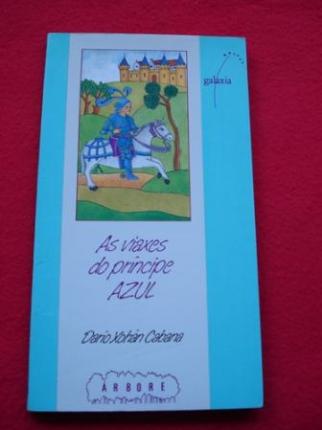 galaxia
As viaxes
do príncipe
AZUL
Darío Xohán Cabana
ÁRBORE